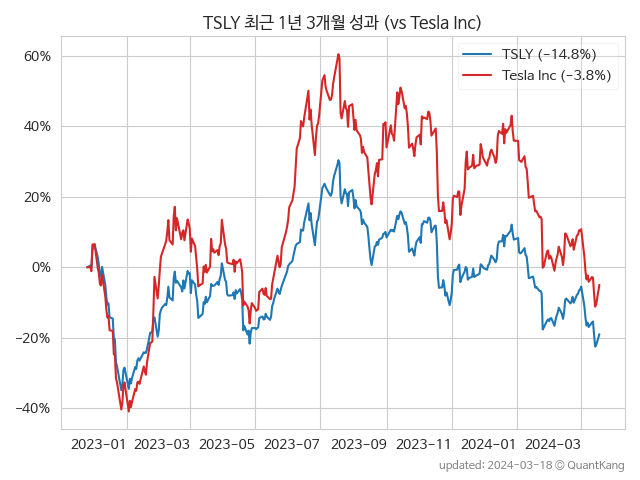 TSLY 최근 1년 3개월 성과 (vs Tesla Inc)
TSLY (−14.8%)
Tesla Inc (−3.8%)
60%
40%
20%
0%
−20%
−40%
2023−01 2023−03 2023−05 2023−07 2023−09 2023−11 2024−01 2024−03
updated: 2024−03−18 ⓒ QuantKang